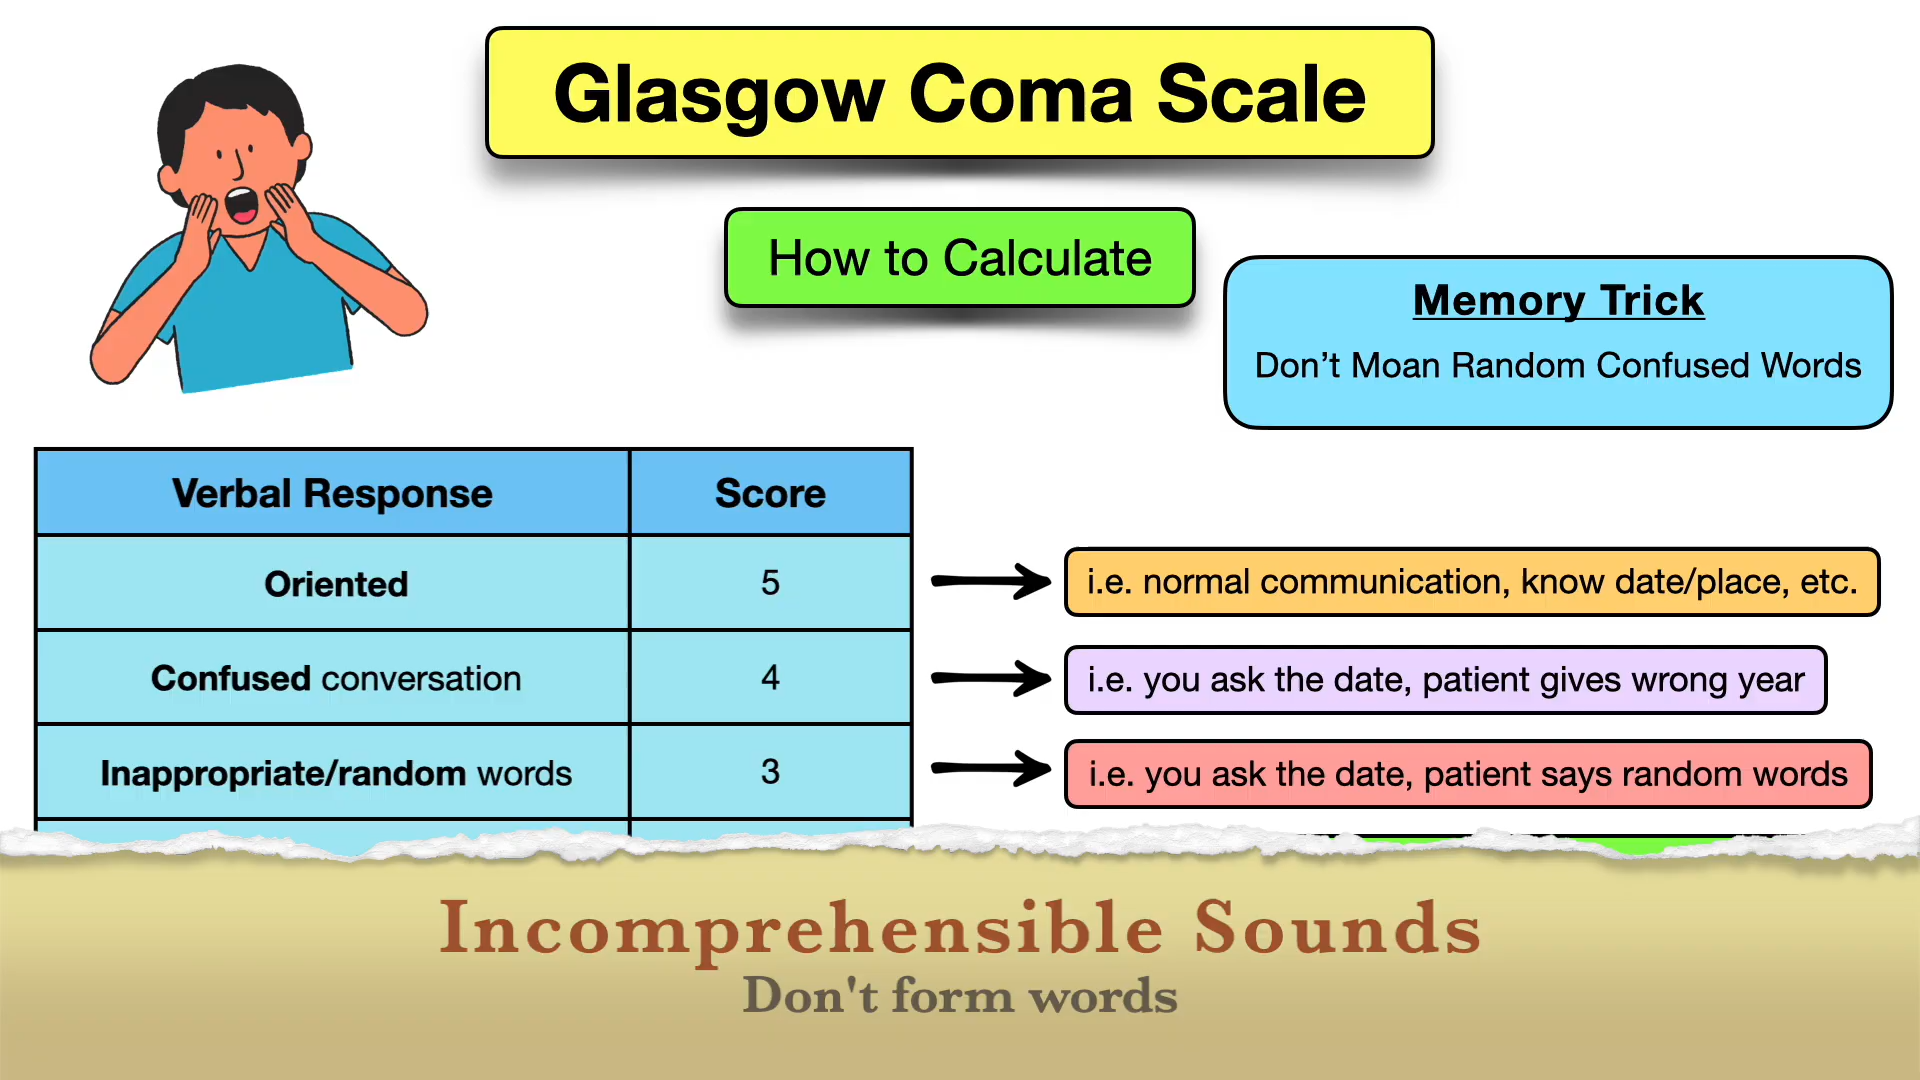 Glasgow Coma Scale
How to Calculate
Memory Trick
Don’t Moan Random Confused Words
Verbal Response Score
Oriented 5
i.e. normal communication, know date/place, etc.
Confused conversation 4
i.e. you ask the date, patient gives wrong year
Inappropriate/random words 3
i.e. you ask the date, patient says random words
Incomprehensible Sounds
Don't form words